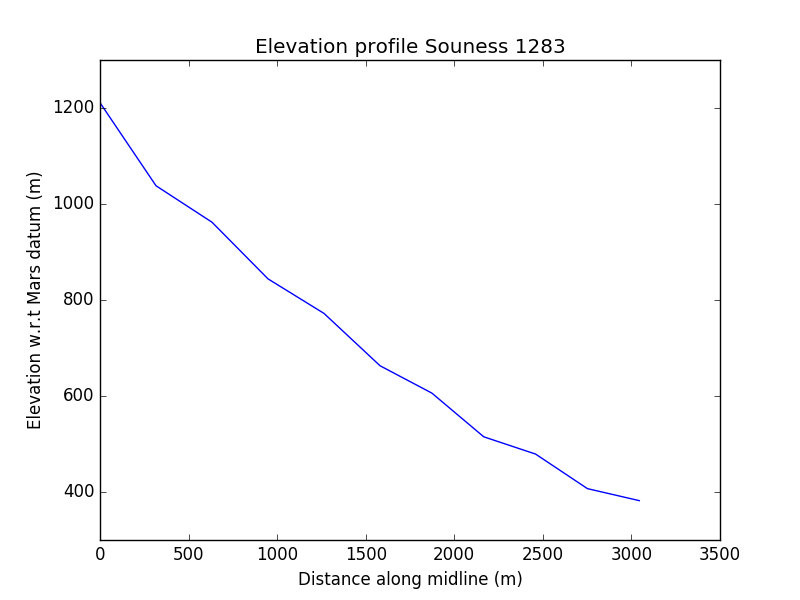 Elevation profile Souness 1283
1200
1000
800
600
400
Elevation w.r.t Mars datum (m)
0 500 1000 1500 2000 2500 3000 3500
Distance along midline (m)